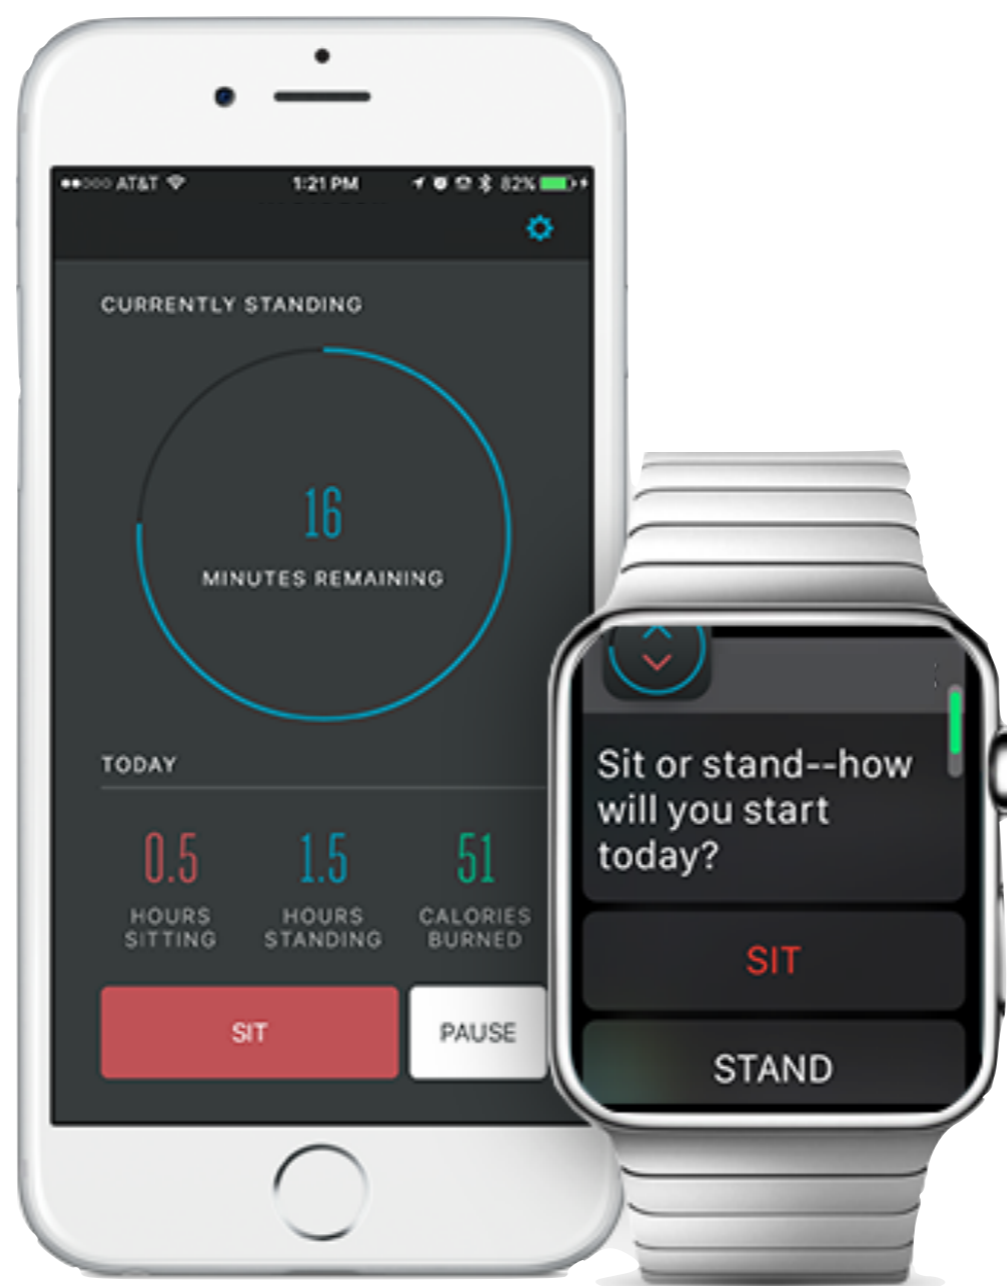 AT&T 1:21 PM 82%
CURRENTLY STANDING
16
MINUTES REMAINING
TODAY
0.5 1.5 51
HOURS HOURS CALORIES
SITTING STANDING BURNED
SIT PAUSE
Sit or stand--how
will you start
today?
SIT
STAND